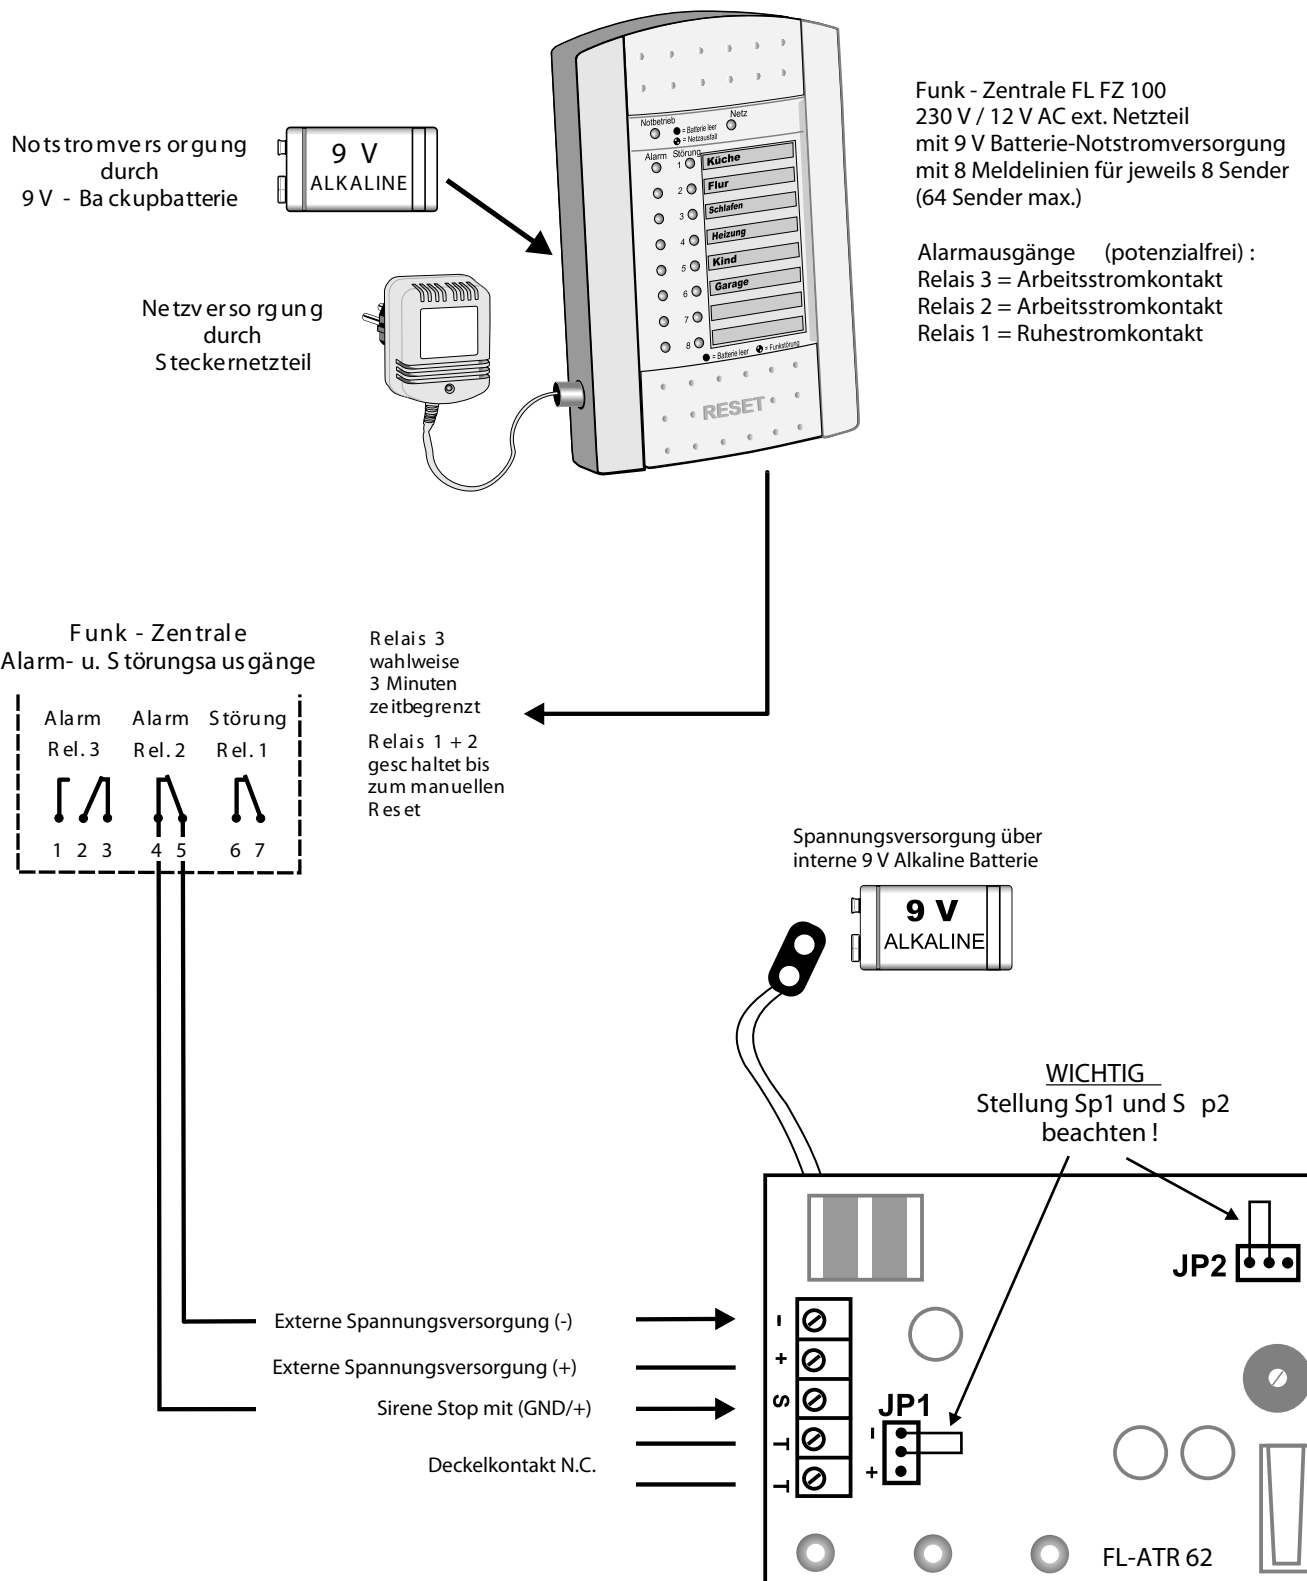 Notstromversorgung
durch
9 V - Backupbatterie
9 V
ALKALINE
Netzversorgung
durch
Steckernetzteil
Notbetrieb
Netz
= Batterie leer
= Netzausfall
Alarm Störung
1 Küche
2 Flur
3 Schlafen
4 Heizung
5 Kind
6 Garage
7
8
= Batterie leer = Funkstörung
RESET
Funk - Zentrale FL FZ 100
230 V / 12 V AC ext. Netzteil
mit 9 V Batterie-Notstromversorgung
mit 8 Meldelinien für jeweils 8 Sender
(64 Sender max.)
Alarmausgänge (potenzialfrei) :
Relais 3 = Arbeitsstromkontakt
Relais 2 = Arbeitsstromkontakt
Relais 1 = Ruhestromkontakt
Funk - Zentrale
Alarm- u. Störungsausgänge
Alarm Alarm Störung
Rel. 3 Rel. 2 Rel. 1
1 2 3 4 5 6 7
Relais 3
wahlweise
3 Minuten
zeitbegrenzt
Relais 1 + 2
geschaltet bis
zum manuellen
Reset
Spannungsversorgung über
interne 9 V Alkaline Batterie
9 V
ALKALINE
WICHTIG
Stellung Sp1 und S p2
beachten !
JP2
Externe Spannungsversorgung (-)
-
Externe Spannungsversorgung (+)
+
Sirene Stop mit (GND/+)
S
Deckelkontakt N.C.
T
T
JP1
-
+
FL-ATR 62